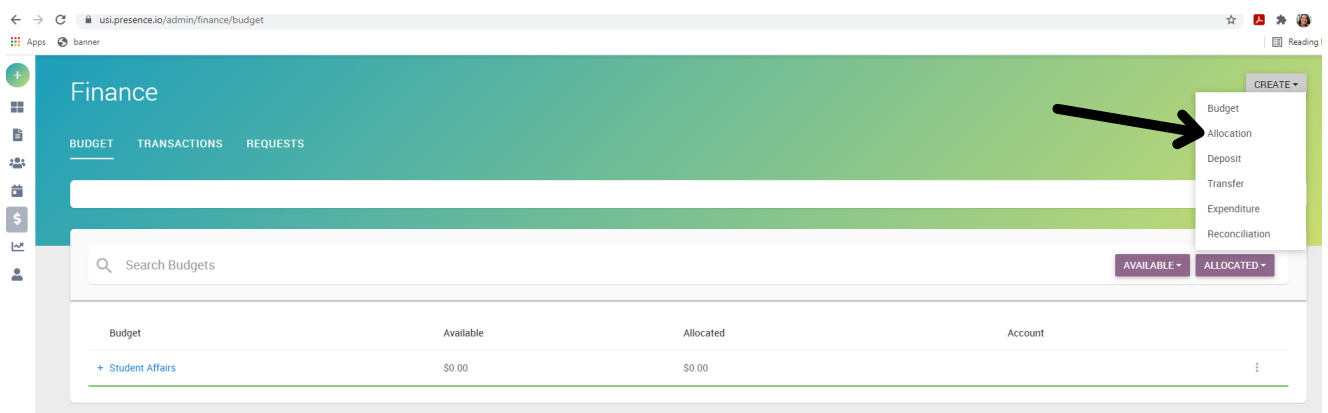 usi.presence.io/admin/finance/budget
Apps banner Reading
Finance
CREATE
BUDGET TRANSACTIONS REQUESTS
Budget
Allocation
Deposit
Transfer
Expenditure
Reconciliation
Search Budgets AVAILABLE ALLOCATED
Budget Available Allocated Account
+ Student Affairs $0.00 $0.00